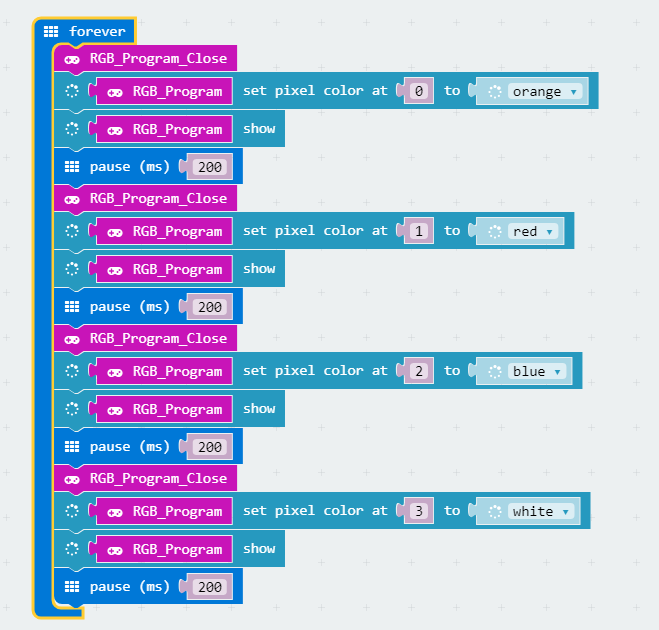 forever
RGB_Program_Close
RGB_Program set pixel color at 0 to orange
RGB_Program show
pause (ms) 200
RGB_Program_Close
RGB_Program set pixel color at 1 to red
RGB_Program show
pause (ms) 200
RGB_Program_Close
RGB_Program set pixel color at 2 to blue
RGB_Program show
pause (ms) 200
RGB_Program_Close
RGB_Program set pixel color at 3 to white
RGB_Program show
pause (ms) 200